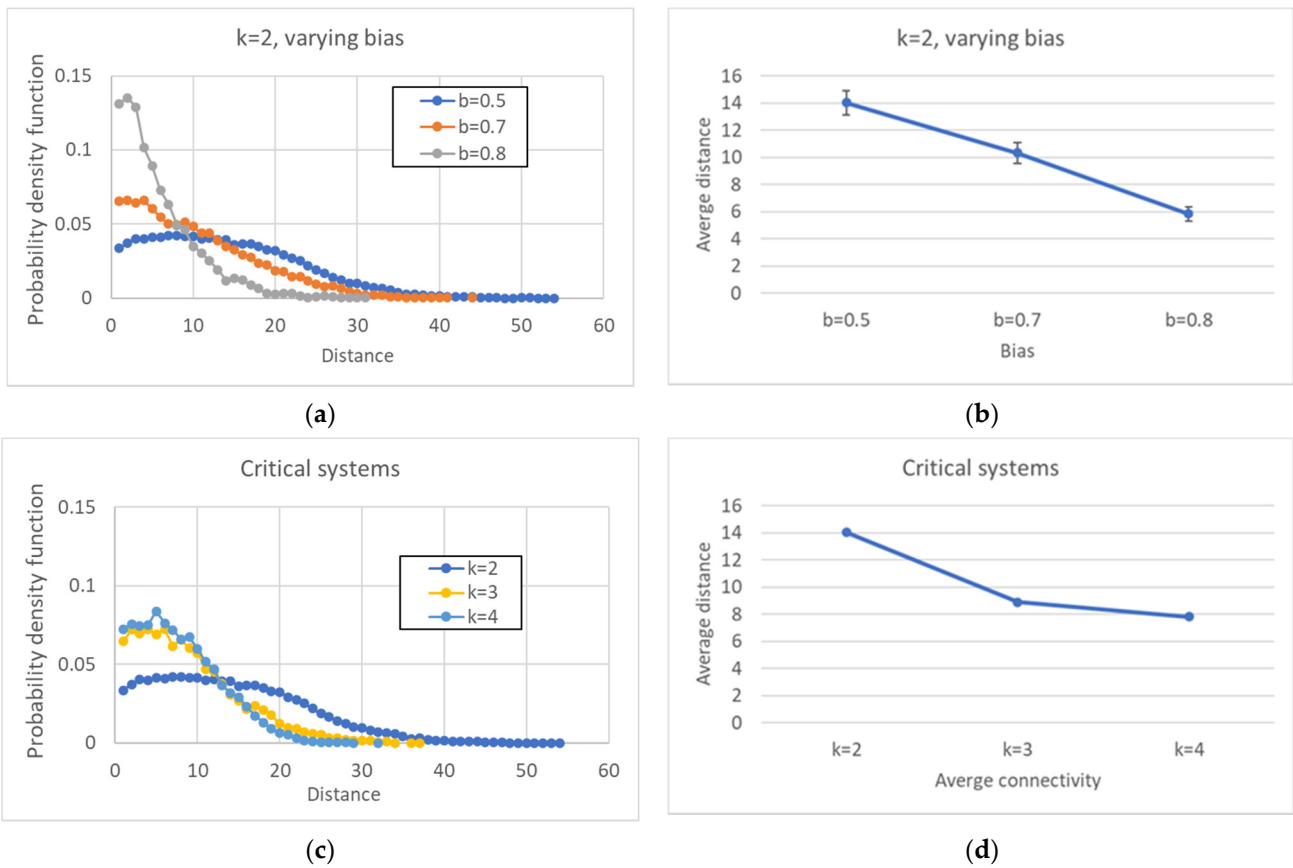 k=2, varying bias
Probability density function
0.15
0.1
0.05
0
b=0.5
b=0.7
b=0.8
0 10 20 30 40 50 60
Distance
(a)
k=2, varying bias
Averge distance
16
14
12
10
8
6
4
2
0
b=0.5 b=0.7 b=0.8
Bias
(b)
Critical systems
Probability density function
0.15
0.1
0.05
0
k=2
k=3
k=4
0 10 20 30 40 50 60
Distance
(c)
Critical systems
Average distance
16
14
12
10
8
6
4
2
0
k=2 k=3 k=4
Averge connectivity
(d)